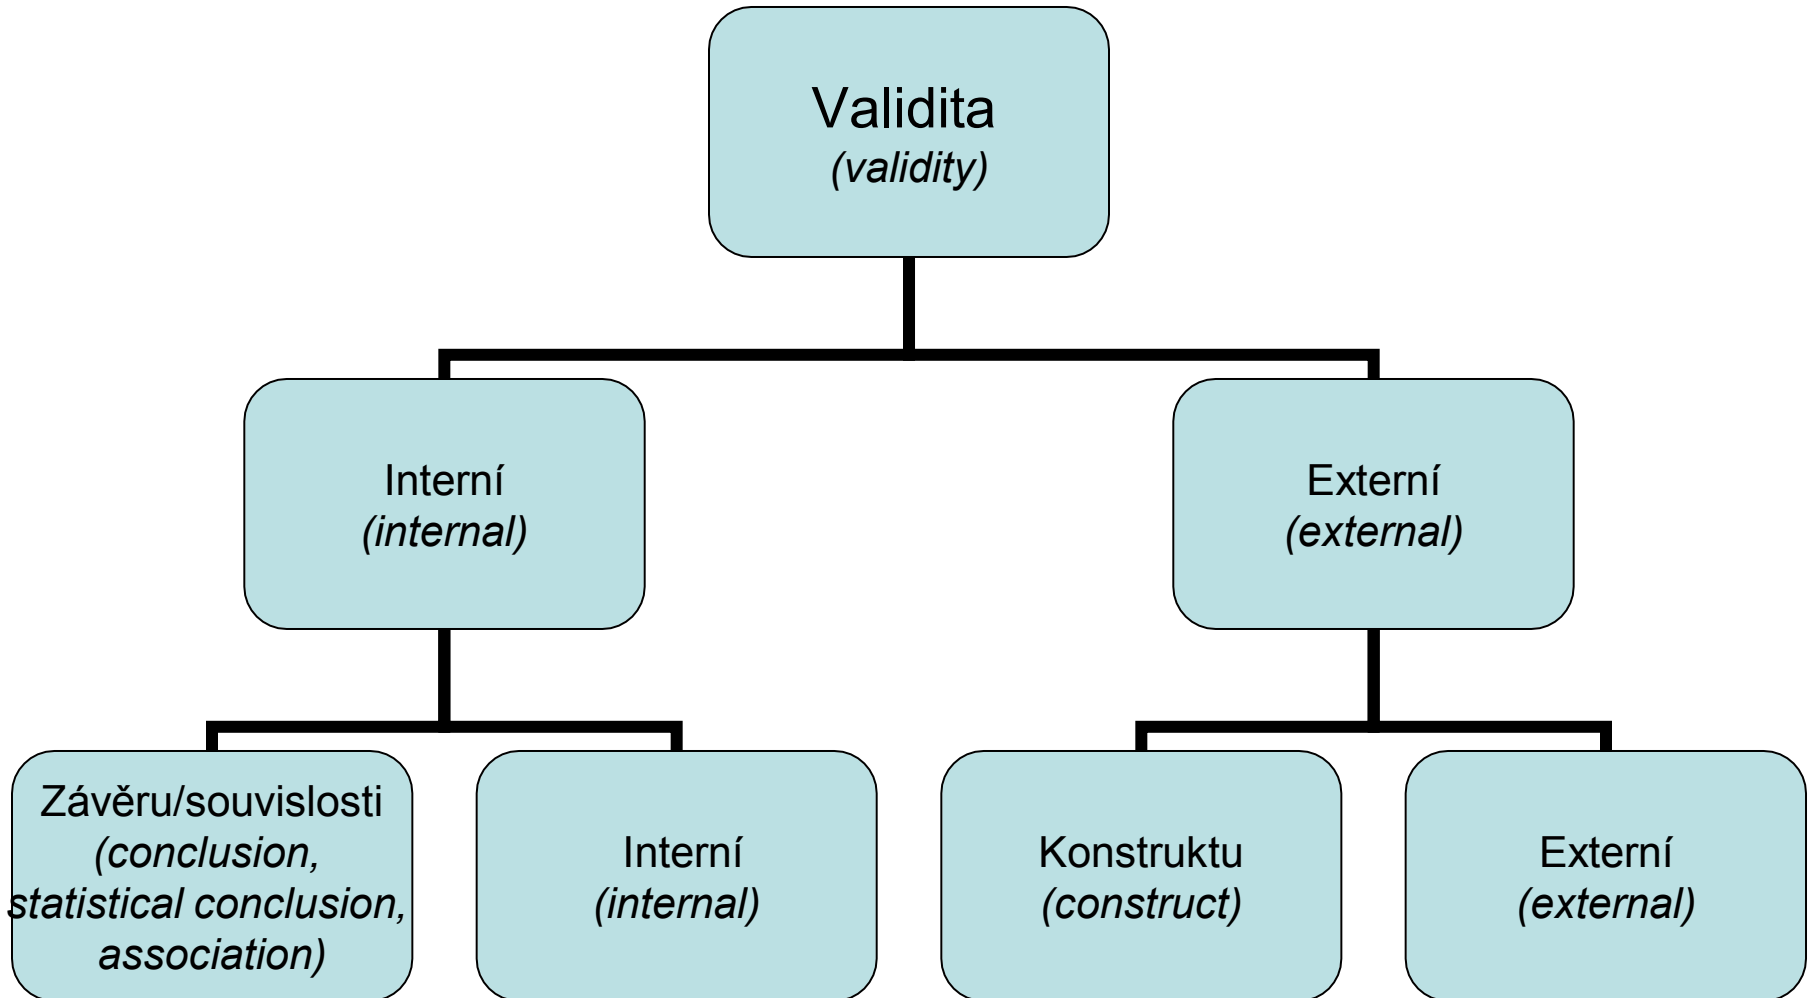 Validita
(validity)
Interní
(internal)
Externí
(external)
Závěru/souvislosti
(conclusion,
statistical conclusion,
association)
Interní
(internal)
Konstruktu
(construct)
Externí
(external)